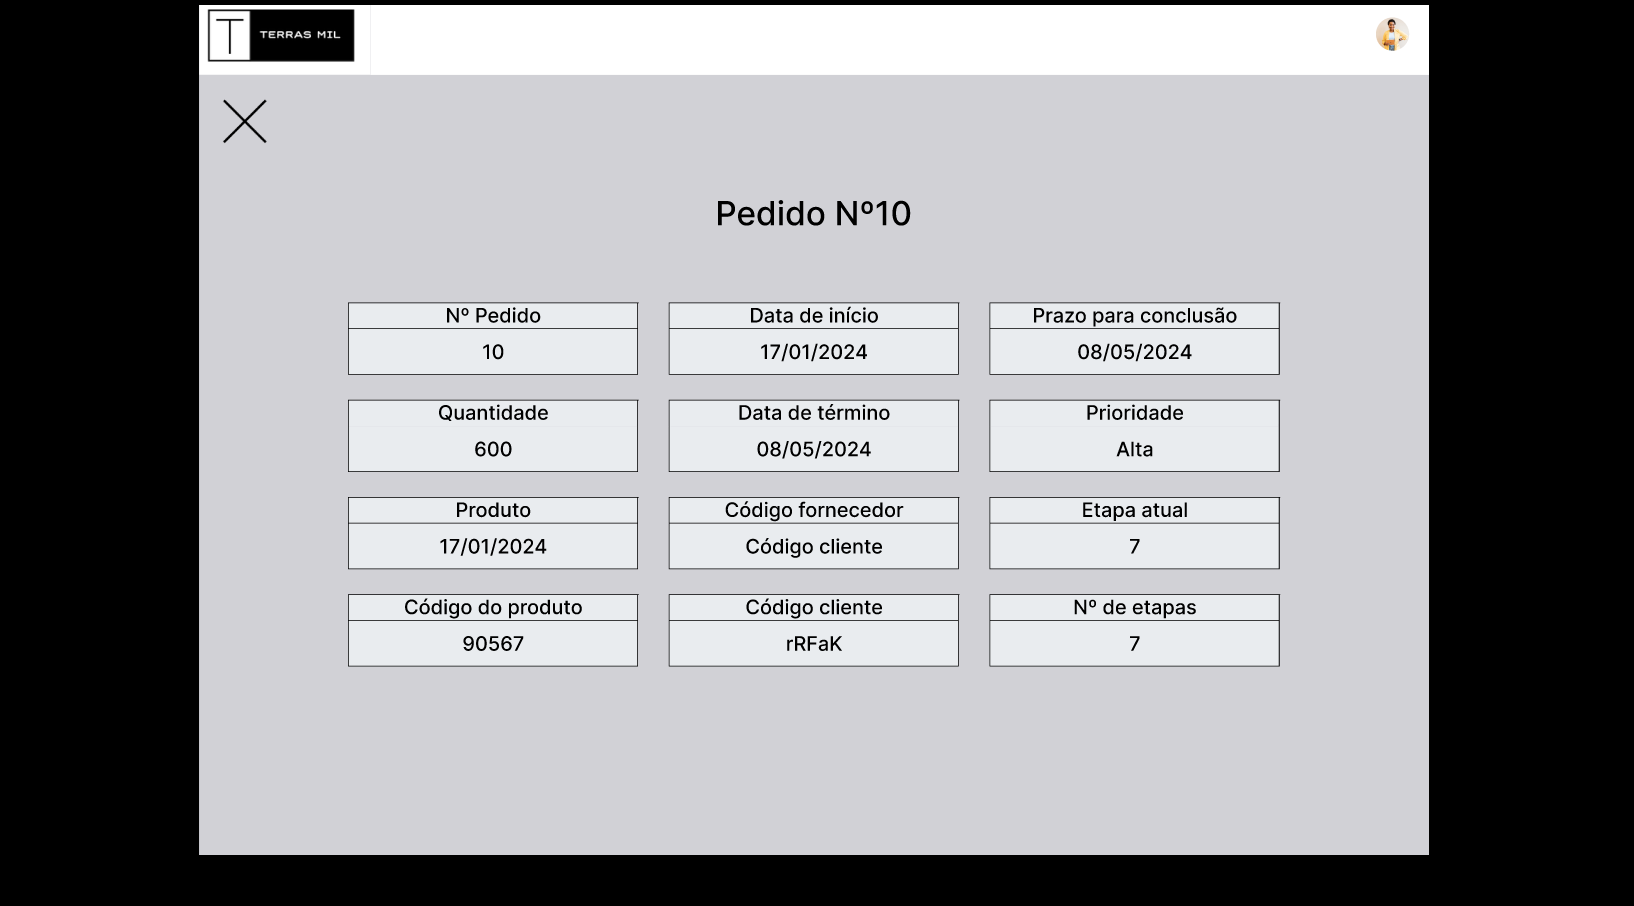 T TERRAS MIL
Pedido Nº10
Nº Pedido
10
Data de início
17/01/2024
Prazo para conclusão
08/05/2024
Quantidade
600
Data de término
08/05/2024
Prioridade
Alta
Produto
17/01/2024
Código fornecedor
Código cliente
Etapa atual
7
Código do produto
90567
Código cliente
rRFaK
Nº de etapas
7